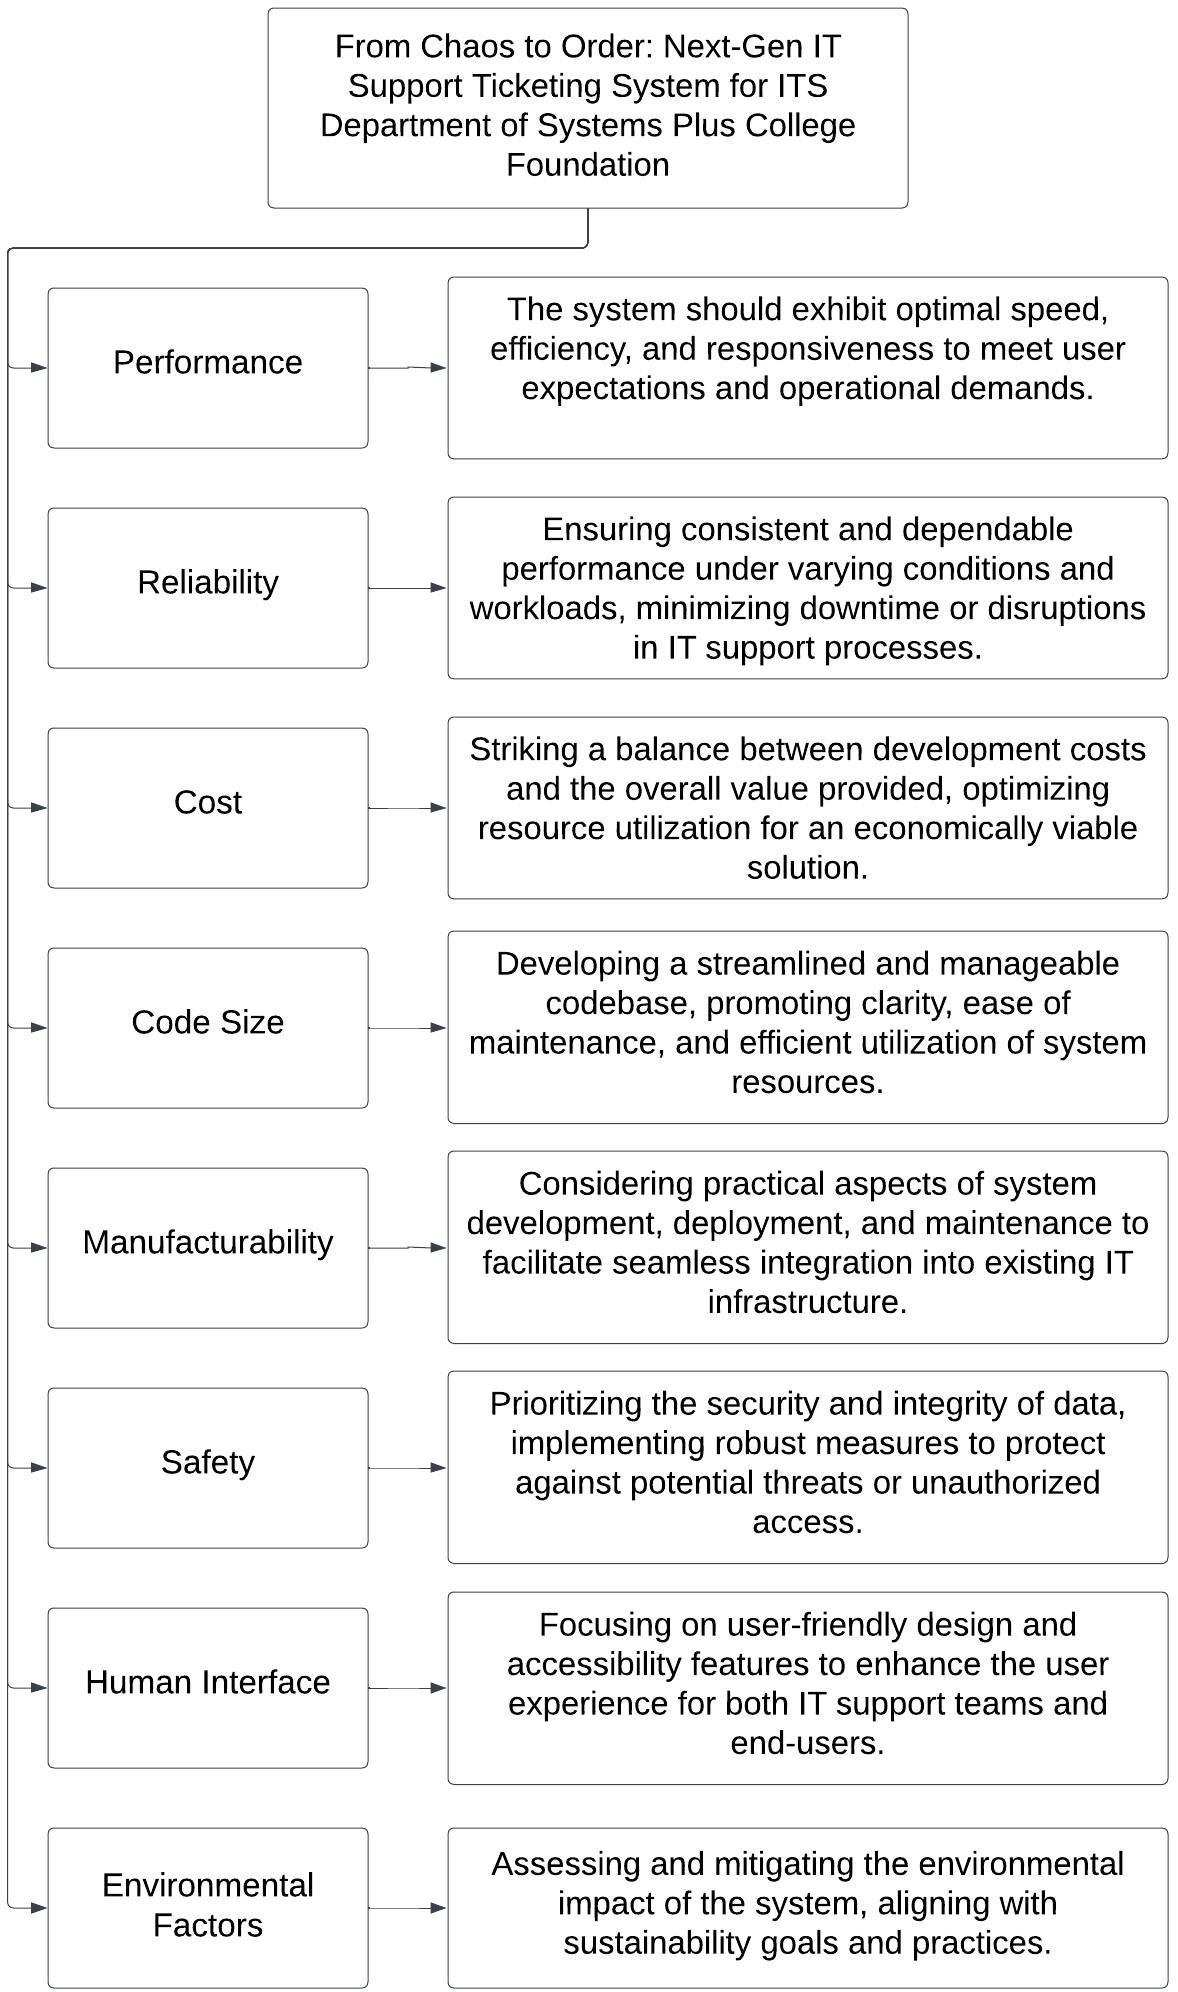 From Chaos to Order: Next-Gen IT
Support Ticketing System for ITS
Department of Systems Plus College
Foundation
Performance
The system should exhibit optimal speed,
efficiency, and responsiveness to meet user
expectations and operational demands.
Reliability
Ensuring consistent and dependable
performance under varying conditions and
workloads, minimizing downtime or disruptions
in IT support processes.
Cost
Striking a balance between development costs
and the overall value provided, optimizing
resource utilization for an economically viable
solution.
Code Size
Developing a streamlined and manageable
codebase, promoting clarity, ease of
maintenance, and efficient utilization of system
resources.
Manufacturability
Considering practical aspects of system
development, deployment, and maintenance to
facilitate seamless integration into existing IT
infrastructure.
Safety
Prioritizing the security and integrity of data,
implementing robust measures to protect
against potential threats or unauthorized
access.
Human Interface
Focusing on user-friendly design and
accessibility features to enhance the user
experience for both IT support teams and
end-users.
Environmental
Factors
Assessing and mitigating the environmental
impact of the system, aligning with
sustainability goals and practices.